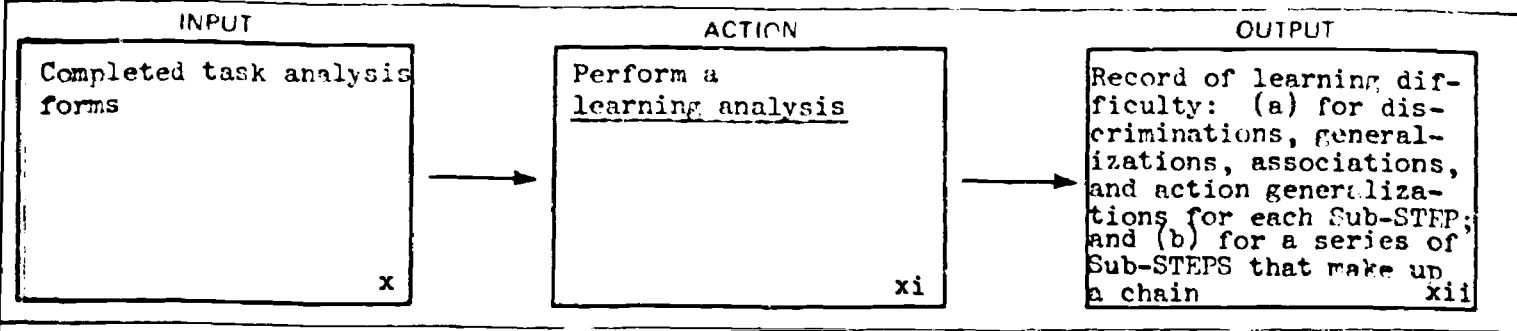 INPUT
Completed task analysis
forms
x
ACTION
Perform a
learning analysis
xi
OUTPUT
Record of learning dif-
ficulty: (a) for dis-
criminations, general-
izations, associations,
and action generaliza-
tions for each Sub-STEP;
and (b) for a series of
Sub-STEPS that make up
a chain xii